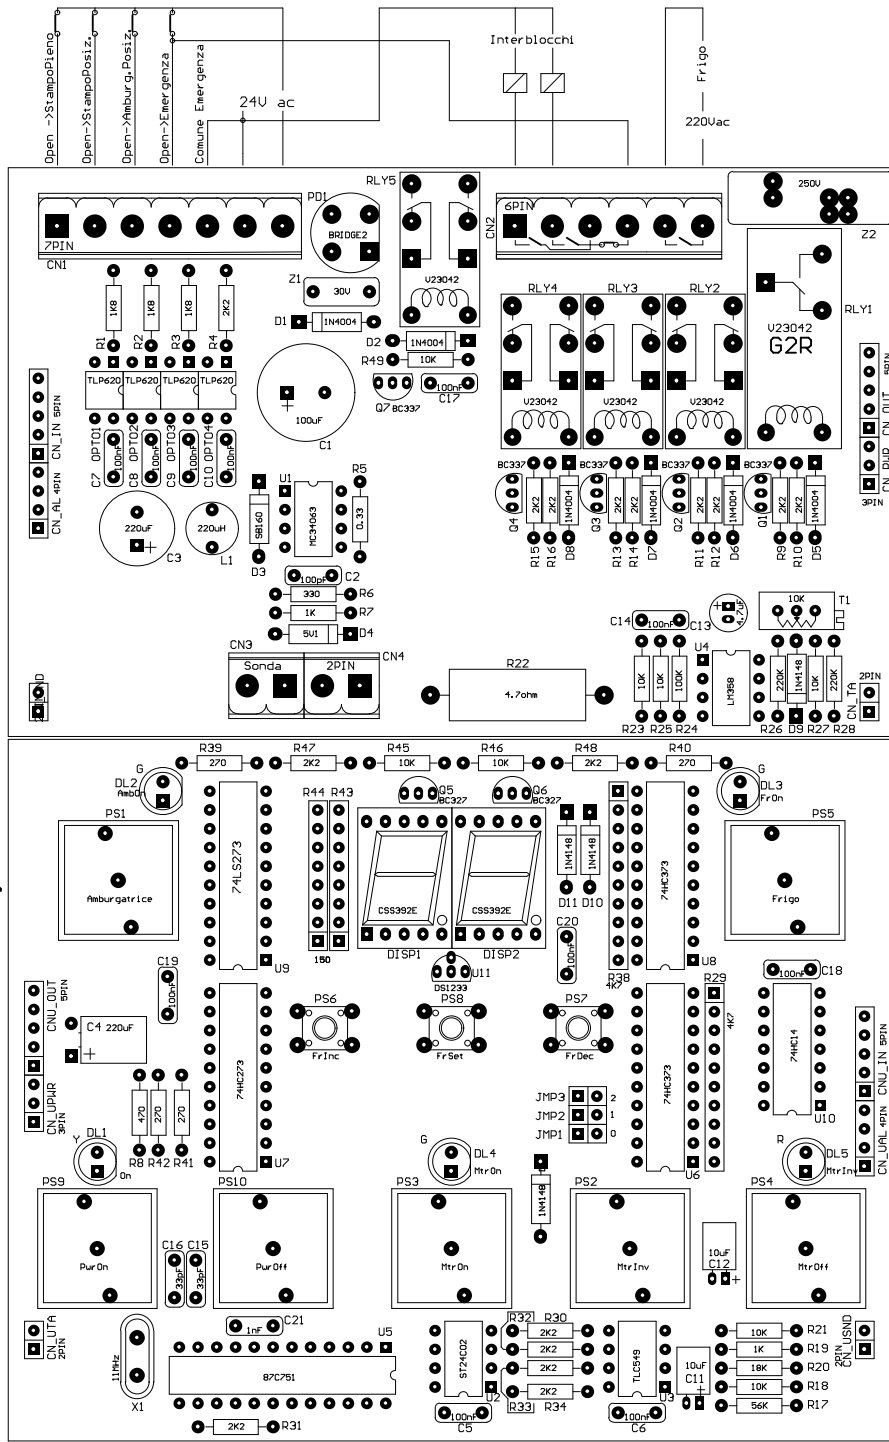 Open ->StampoPieno
Open->StampoPosiz.
Open->Amburg.Posiz.
Open->Emergenza
Comune Emergenza
24V ac
Interblocchi
Frigo
220Vac
7PIN
CN1
PD1
BRIDGE2
RLY5
V23042
CN2
6PIN
250V
Z2
Z1
30V
D1
1N4004
D2
1N4004
R49
10K
Q7
BC337
100nF
C17
RLY4
V23042
RLY3
V23042
RLY2
V23042
RLY1
V23042
G2R
1K8
1K8
1K8
2K2
R1
R2
R3
R4
TLP620
TLP620
TLP620
TLP620
OPTO1
OPTO2
OPTO3
OPTO4
C7
100nF
C8
100nF
C9
100nF
C10
100nF
100uF
C1
CN_IN 5PIN
CN_AL 4PIN
5PIN
CN_OUT
CN_PWR
3PIN
220uF
C3
220uH
L1
SB160
D3
U1
MC34063
R5
0.33
100pF
C2
330
R6
1K
R7
5V1
D4
BC337
Q4
2K2
R15
2K2
R16
1N4004
D8
BC337
Q3
2K2
R13
2K2
R14
1N4004
D7
BC337
Q2
2K2
R11
2K2
R12
1N4004
D6
BC337
Q1
2K2
R9
2K2
R10
1N4004
D5
CN3
Sonda
2PIN
CN4
R22
4.7ohm
C14
100nF
C13
4.7uF
10K
T1
10K
R23
10K
R25
100K
R24
U4
LM358
220K
R26
1N4148
D9
10K
R27
220K
R28
2PIN
CN_TA
R39
270
R47
2K2
R45
10K
R46
10K
R48
2K2
R40
270
G
DL2
AmbOn
G
DL3
FrOn
PS1
Amburgatrice
PS5
Frigo
74LS273
U9
R44
R43
150
Q5
BC327
Q6
BC327
CSS392E
DISP1
CSS392E
DISP2
1N4148
D11
1N4148
D10
C20
100nF
R38
4K7
74HC373
U8
U11
DS1233
C19
100nF
CNU_OUT
5PIN
CN_UPWR
3PIN
C4 220uF
74HC273
U7
PS6
FrInc
PS8
FrSet
PS7
FrDec
JMP3
2
JMP2
1
JMP1
0
74HC373
U6
R29
4K7
100nF
C18
74HC14
U10
CNU_IN 5PIN
CN_UAL 4PIN
470
R8
270
R42
270
R41
Y
DL1
On
G
DL4
MtrOn
R
DL5
MtrInv
1N4148
PS9
PwrOn
PS10
PwrOff
PS3
MtrOn
PS2
MtrInv
PS4
MtrOff
C16
33pF
C15
33pF
10uF
C12
CN_UTA
2PIN
11MHz
X1
1nF
C21
87C751
U5
2K2
R31
ST24C02
U2
100nF
C5
R32
R30
2K2
2K2
2K2
2K2
R33
R34
TLC549
U3
100nF
C6
10uF
C11
10K
R21
1K
R19
18K
R20
10K
R18
56K
R17
2PIN
CN_USND